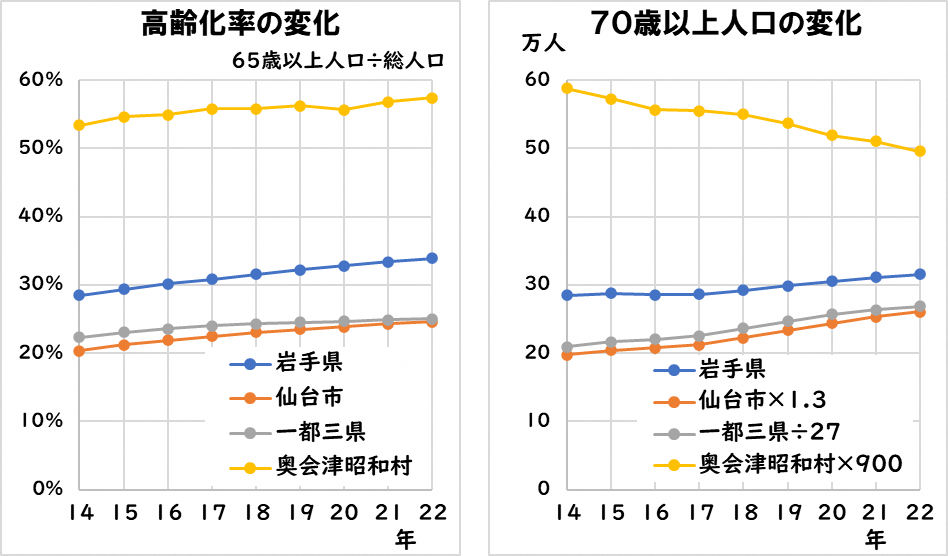 高齢化率の変化
65歳以上人口÷総人口
60%
50%
40%
30%
20%
10%
0%
岩手県
仙台市
一都三県
奥会津昭和村
14 15 16 17 18 19 20 21 22
年
70歳以上人口の変化
万人
60
50
40
30
20
10
0
岩手県
仙台市×1.3
一都三県÷27
奥会津昭和村×900
14 15 16 17 18 19 20 21 22
年